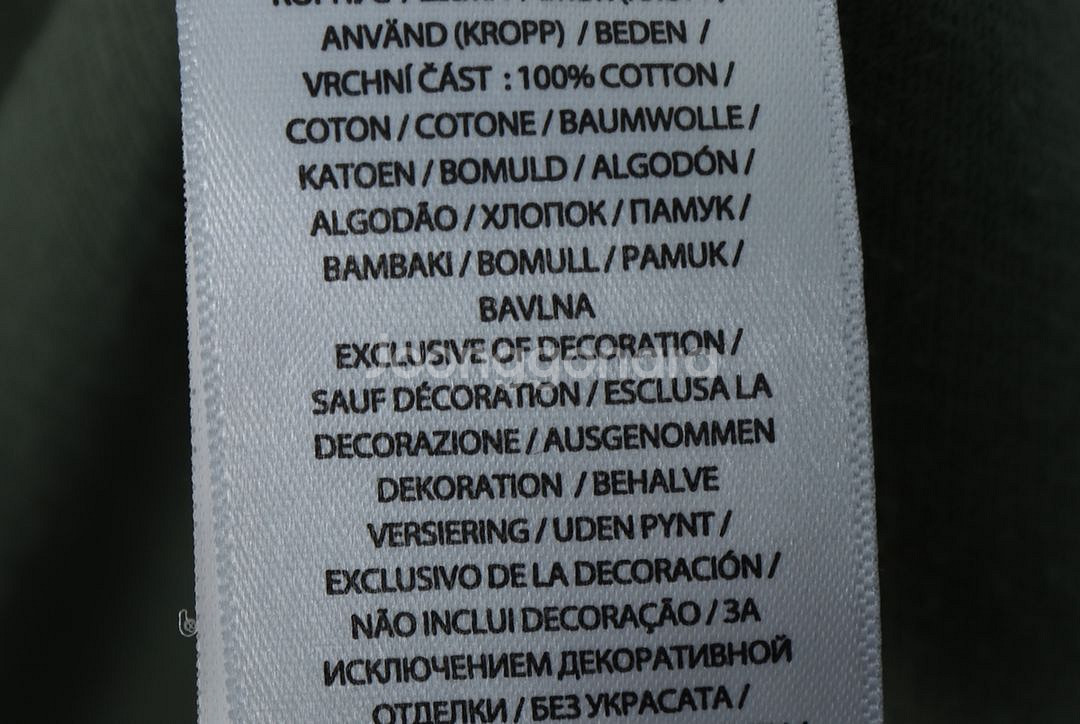 ANVÄND (KROPP) / BEDEN /
VRCHNÍ ČÁST : 100% COTTON /
COTON / COTONE / BAUMWOLLE /
KATOEN / BOMULD / ALGODÓN /
ALGODÃO / ХЛОПОК / ПАМУК /
BAMBAKI / BOMULL / PAMUK /
BAVLNA
EXCLUSIVE OF DECORATION /
SAUF DÉCORATION / ESCLUSA LA
DECORAZIONE / AUSGENOMMEN
DEKORATION / BEHALVE
VERSIERING / UDEN PYNT /
EXCLUSIVO DE LA DECORACIÓN /
NÃO INCLUI DECORAÇÃO / ЗА
ИСКЛЮЧЕНИЕМ ДЕКОРАТИВНОЙ
ОТДЕЛКИ / БЕЗ УКРАСАТА /